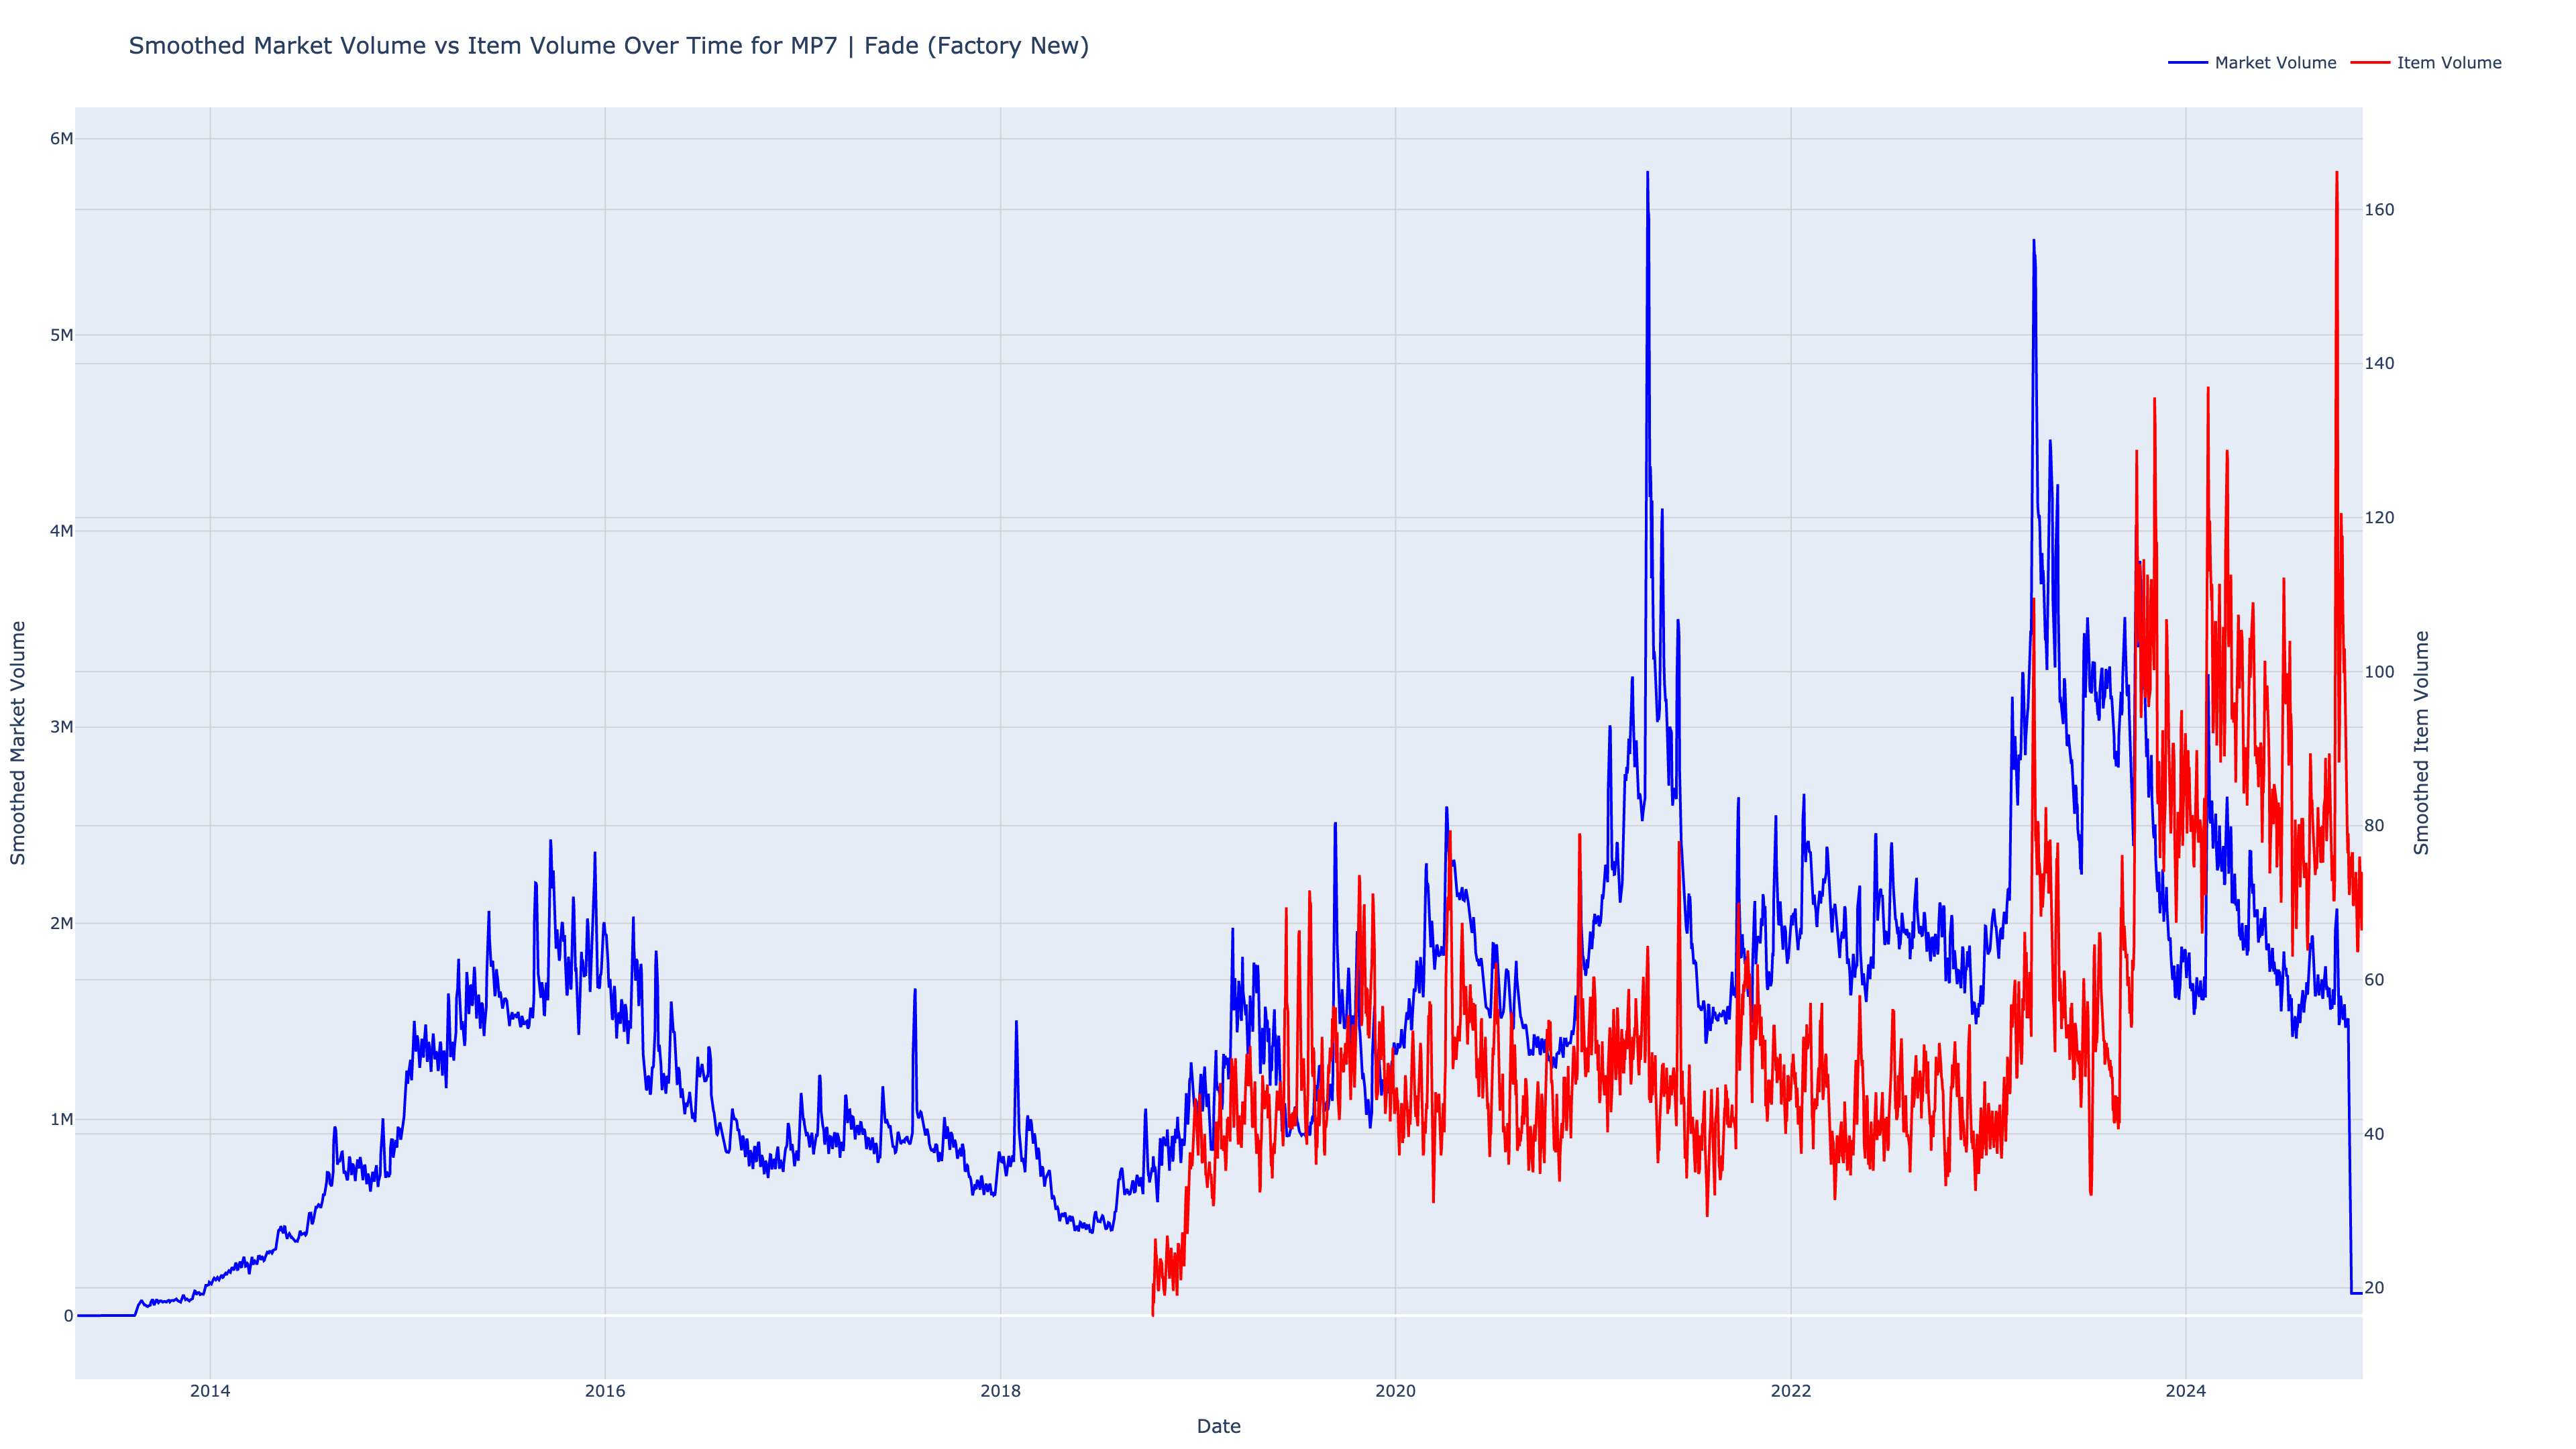 Smoothed Market Volume vs Item Volume Over Time for MP7 | Fade (Factory New)
Market Volume
Item Volume
6M
5M
4M
3M
2M
1M
0
160
140
120
100
80
60
40
20
Smoothed Market Volume
Smoothed Item Volume
2014
2016
2018
2020
2022
2024
Date